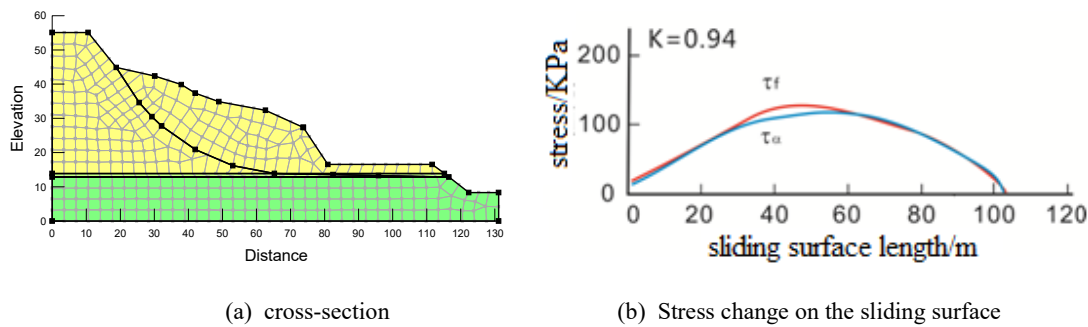 60
50
40
30
20
10
0
Elevation
0 10 20 30 40 50 60 70 80 90 100 110 120 130
Distance
(a) cross-section
K=0.94
200
100
0
stress/KPa
τf
τα
0 20 40 60 80 100 120
sliding surface length/m
(b) Stress change on the sliding surface